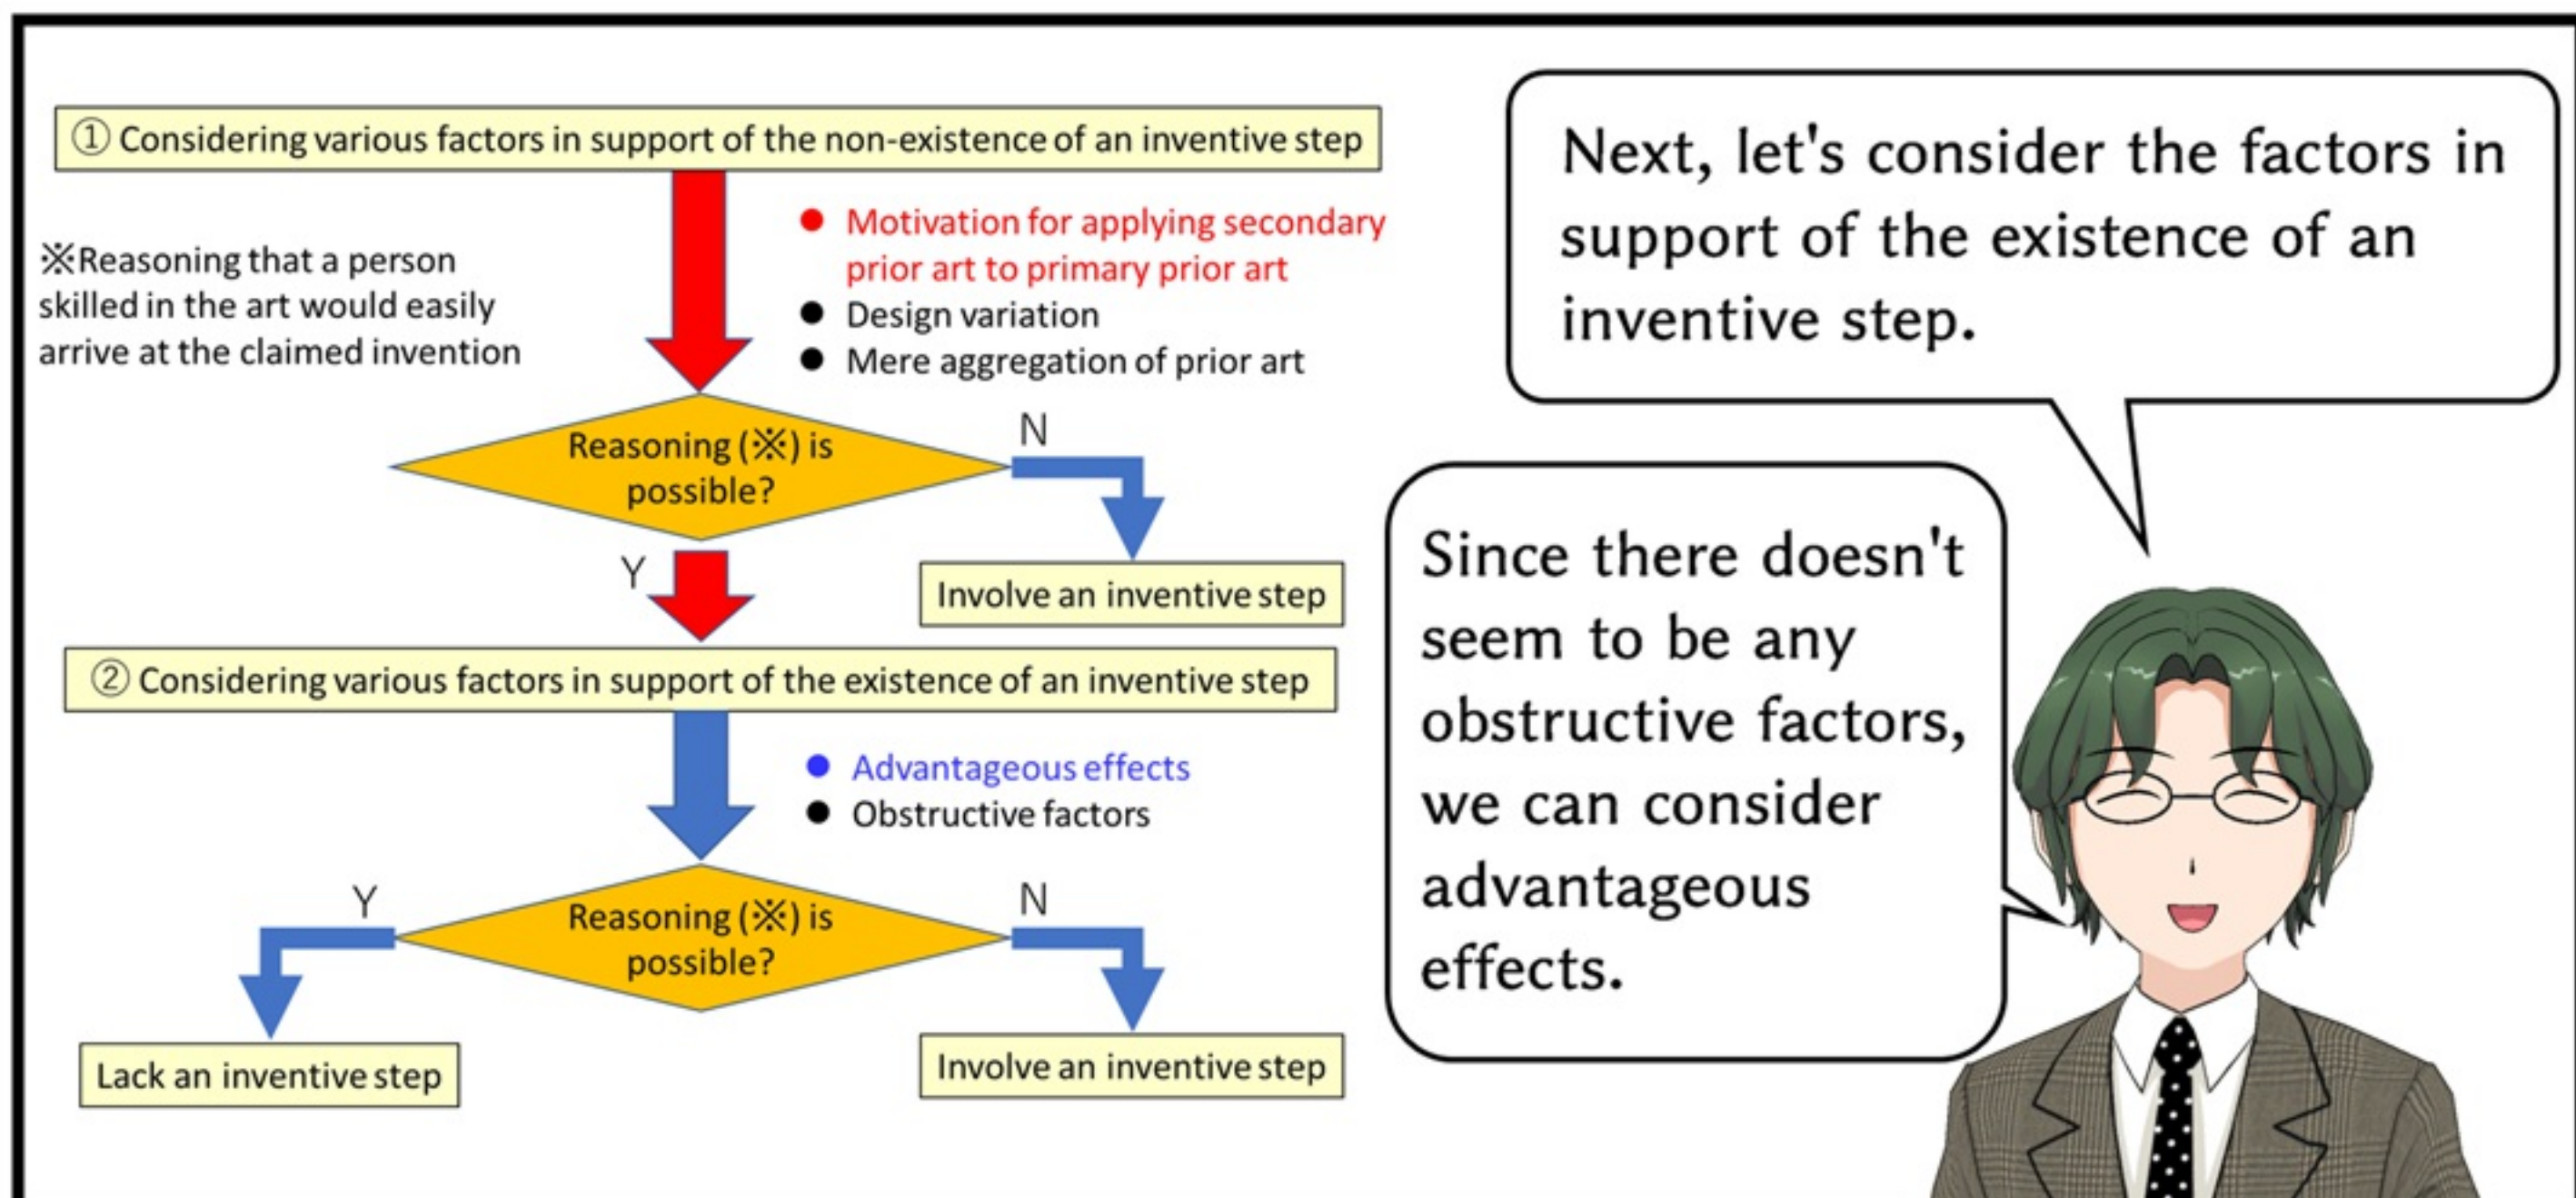 ① Considering various factors in support of the non-existence of an inventive step
※Reasoning that a person
skilled in the art would easily
arrive at the claimed invention
● Motivation for applying secondary
prior art to primary prior art
● Design variation
● Mere aggregation of prior art
Reasoning (※) is
possible?
N
Involve an inventive step
Y
② Considering various factors in support of the existence of an inventive step
● Advantageous effects
● Obstructive factors
Reasoning (※) is
possible?
Y
N
Lack an inventive step
Involve an inventive step
Next, let's consider the factors in
support of the existence of an
inventive step.
Since there doesn't
seem to be any
obstructive factors,
we can consider
advantageous
effects.